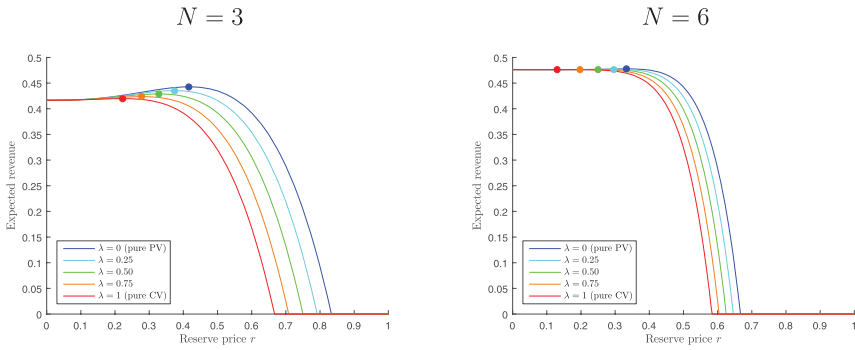 N = 3
0.5
0.45
0.4
0.35
0.3
0.25
0.2
0.15
0.1
0.05
0
Expected revenue
λ = 0 (pure PV)
λ = 0.25
λ = 0.50
λ = 0.75
λ = 1 (pure CV)
0 0.1 0.2 0.3 0.4 0.5 0.6 0.7 0.8 0.9 1
Reserve price r
N = 6
0.5
0.45
0.4
0.35
0.3
0.25
0.2
0.15
0.1
0.05
0
Expected revenue
λ = 0 (pure PV)
λ = 0.25
λ = 0.50
λ = 0.75
λ = 1 (pure CV)
0 0.1 0.2 0.3 0.4 0.5 0.6 0.7 0.8 0.9 1
Reserve price r